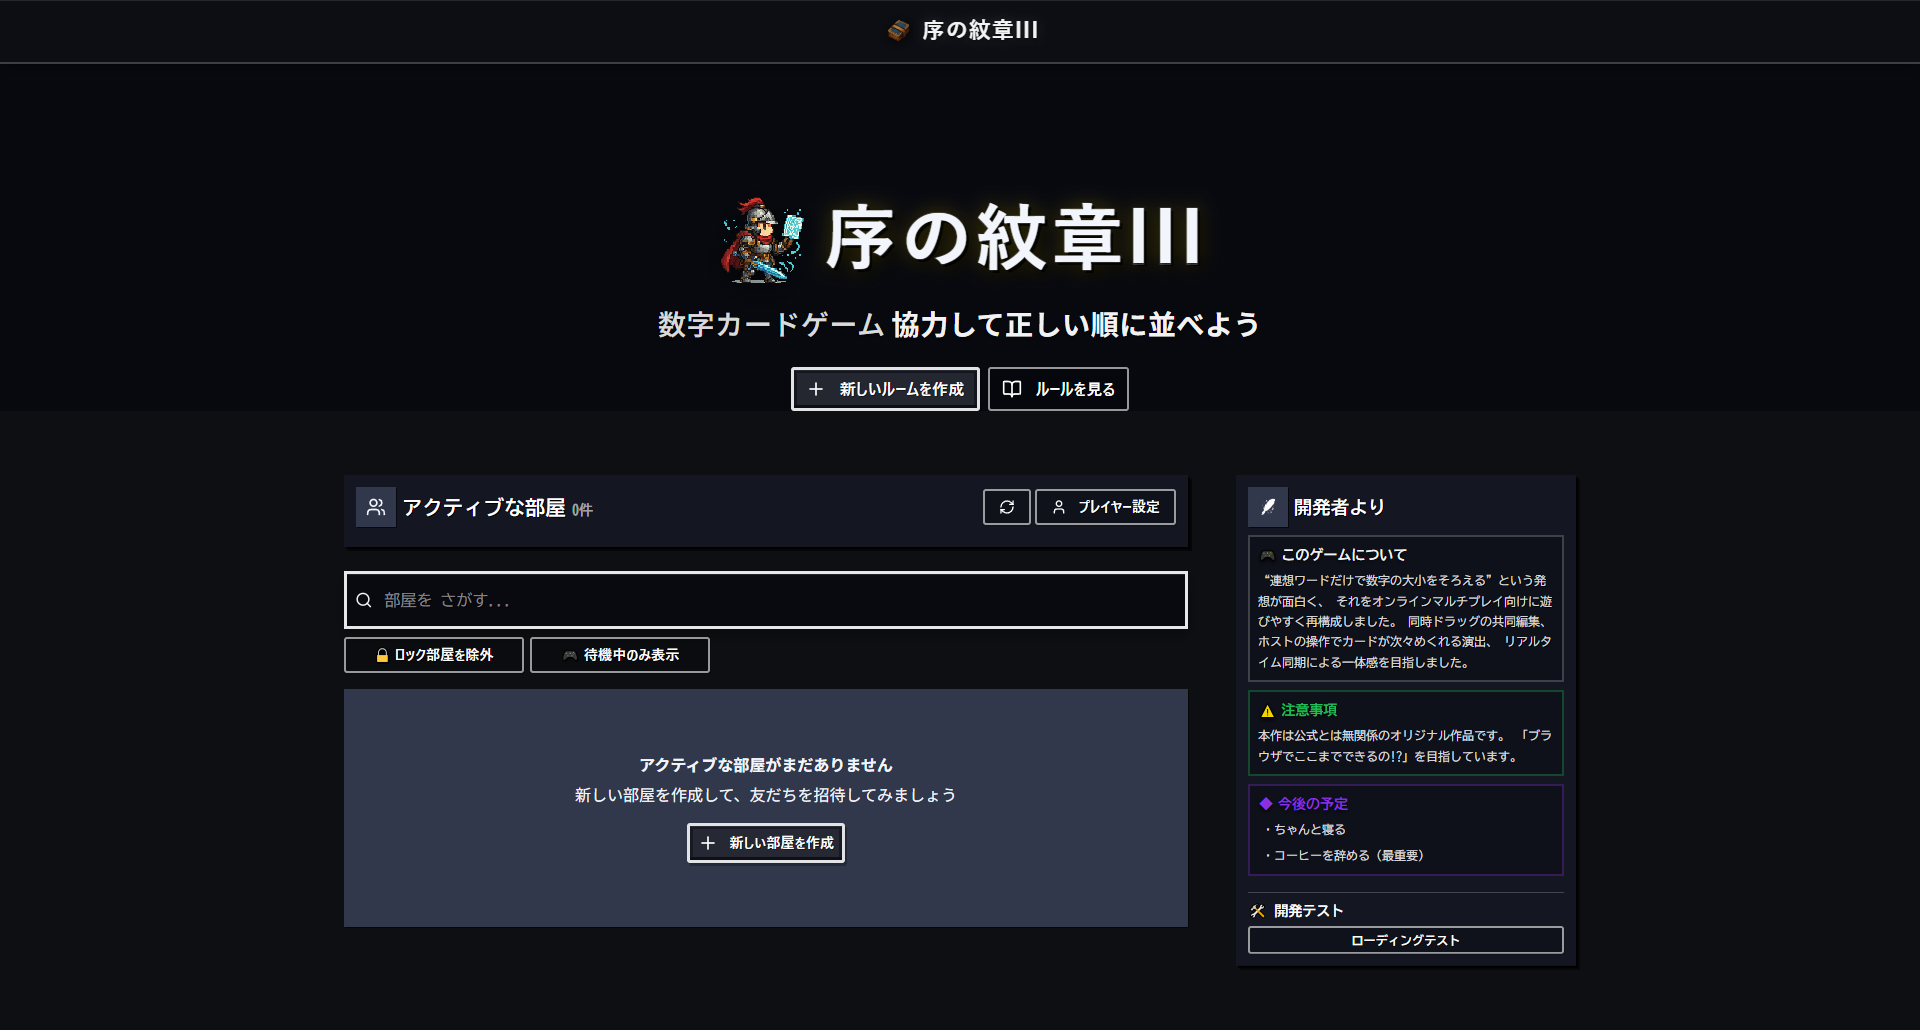 序の紋章III
序の紋章III
数字カードゲーム 協力して正しい順に並べよう
新しいルームを作成
ルールを見る
アクティブな部屋 0件
プレイヤー設定
部屋を さがす...
ロック部屋を除外
待機中のみ表示
アクティブな部屋がまだありません
新しい部屋を作成して、友だちを招待してみましょう
新しい部屋を作成
開発者より
このゲームについて
“連想ワードだけで数字の大小をそろえる”という発
想が面白く、 それをオンラインマルチプレイ向けに遊
びやすく再構成しました。 同時ドラッグの共同編集、
ホストの操作でカードが次々めくれる演出、 リアルタ
イム同期による一体感を目指しました。
注意事項
本作は公式とは無関係のオリジナル作品です。 「ブラ
ウザでここまでできるの!?」を目指しています。
今後の予定
・ちゃんと寝る
・コーヒーを辞める（最重要）
開発テスト
ローディングテスト